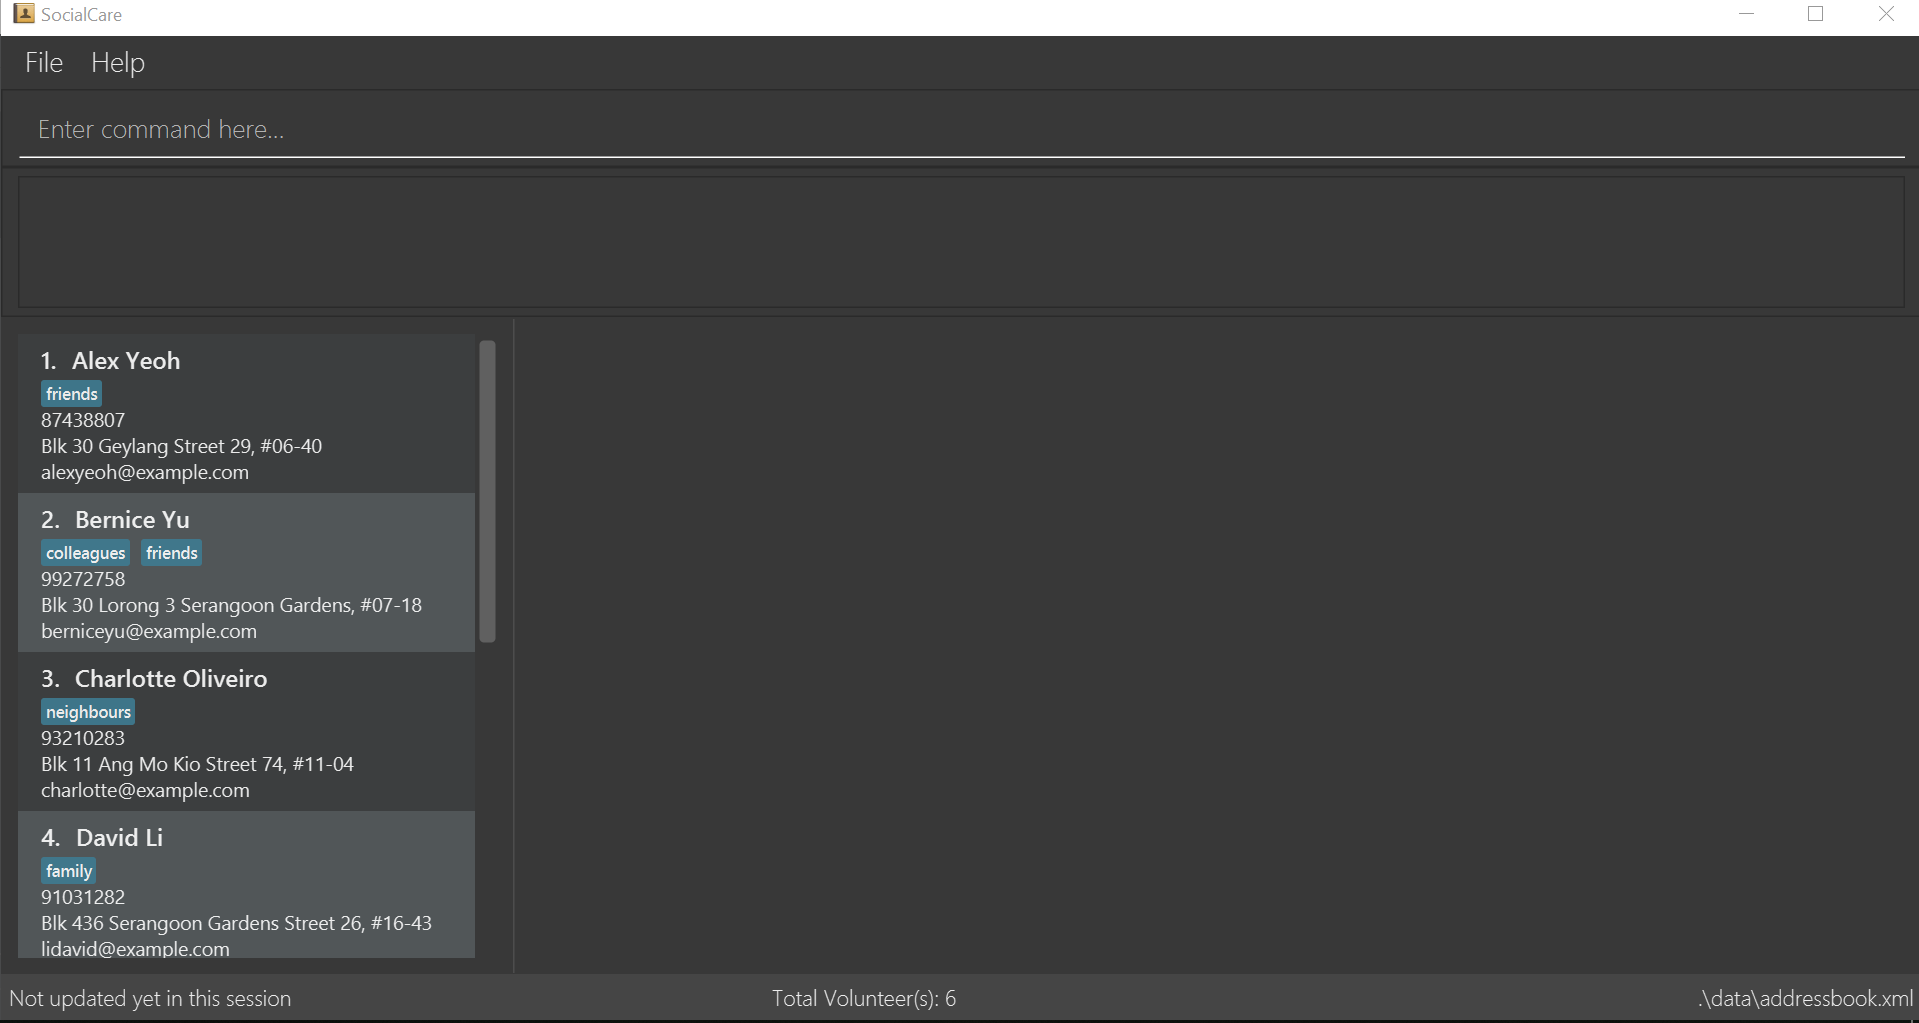 SocialCare
File Help
Enter command here...
1. Alex Yeoh
friends
87438807
Blk 30 Geylang Street 29, #06-40
alexyeoh@example.com
2. Bernice Yu
colleagues friends
99272758
Blk 30 Lorong 3 Serangoon Gardens, #07-18
berniceyu@example.com
3. Charlotte Oliveiro
neighbours
93210283
Blk 11 Ang Mo Kio Street 74, #11-04
charlotte@example.com
4. David Li
family
91031282
Blk 436 Serangoon Gardens Street 26, #16-43
lidavid@example.com
Not updated yet in this session
Total Volunteer(s): 6
.\data\addressbook.xml